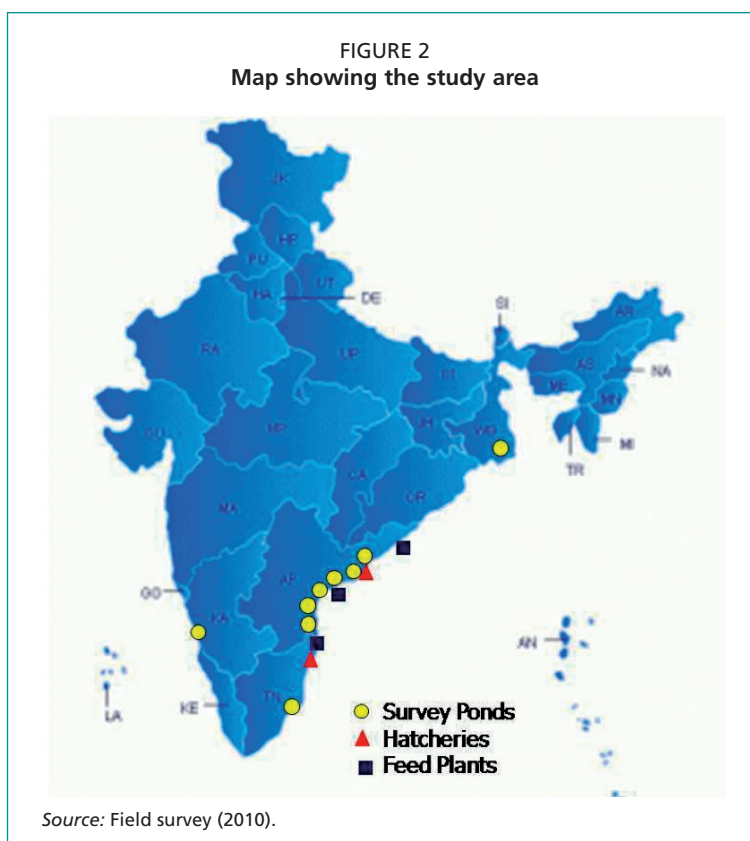 FIGURE 2
Map showing the study area
JK
HP
PU
UT
HA
DE
SI
AR
RA
UP
AS
NA
BI
ME
MN
GU
MP
JH
WB
TR
MI
CA
OR
MA
AP
GO
KA
AN
LA
KE
TN
Survey Ponds
Hatcheries
Feed Plants
Source: Field survey (2010).